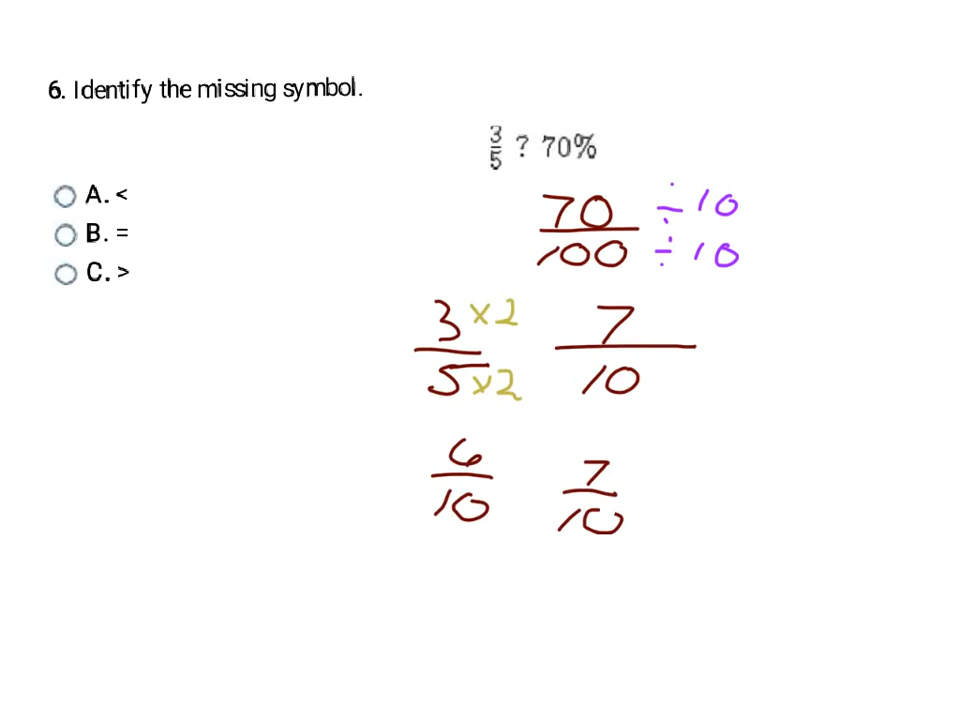 6. Identify the missing symbol.
3/5 ? 70%
A. <
B. =
C. >
70/100 ÷ 10 ÷ 10
3/5 × 2 × 2
7/10
6/10
7/10